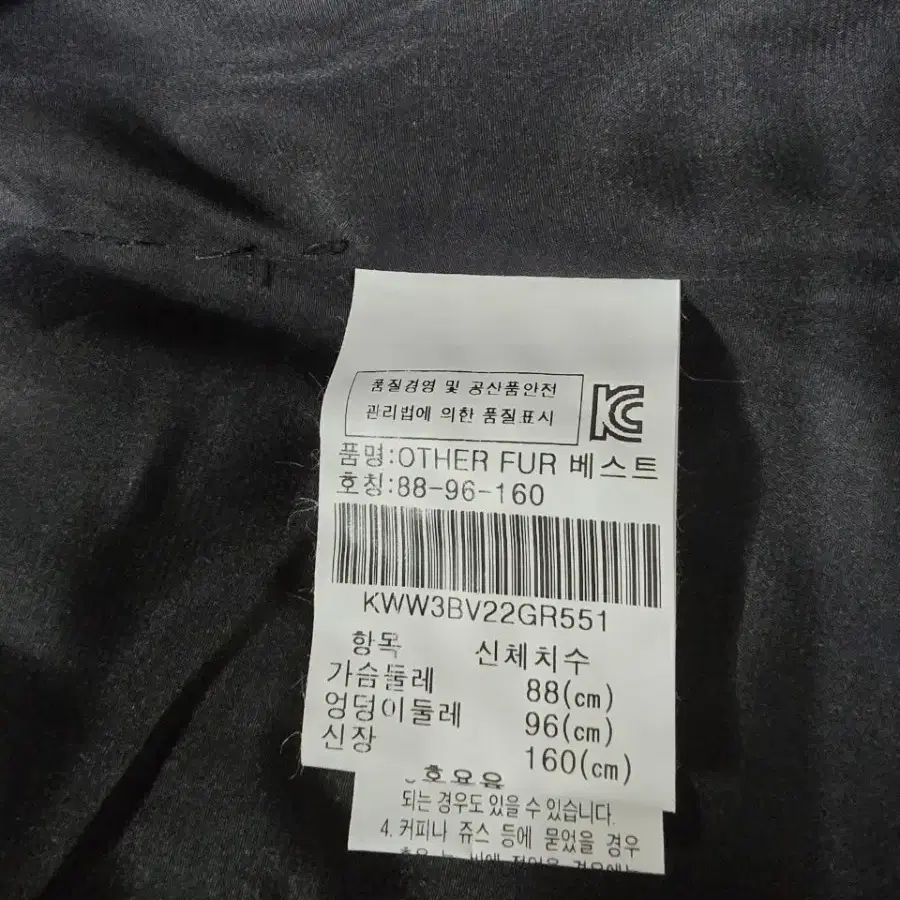 품질경영 및 공산품안전
관리법에 의한 품질표시
KC
품명:OTHER FUR 베스트
호칭:88-96-160
KWW3BV22GR551
항목 신체치수
가슴둘레 88(cm)
엉덩이둘레 96(cm)
신장 160(cm)
되는 경우도 있을 수 있습니다.
4. 커피나 쥬스 등에 묻었을 경우